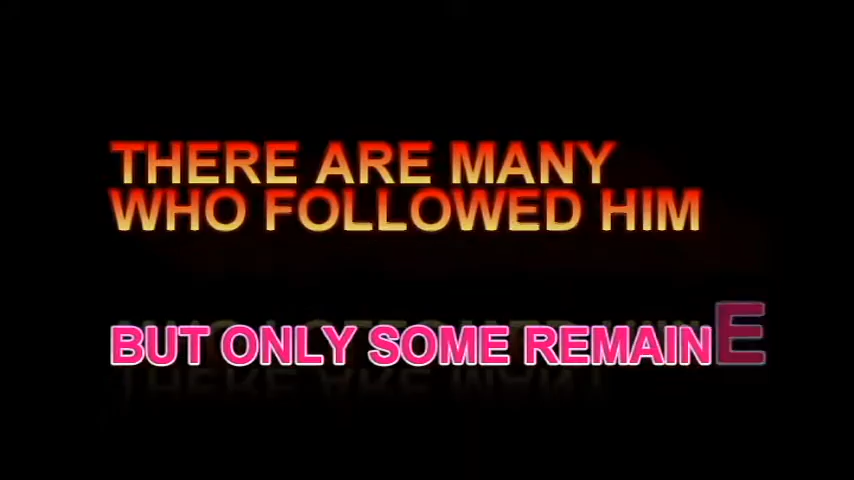 THERE ARE MANY
WHO FOLLOWED HIM
BUT ONLY SOME REMAINE